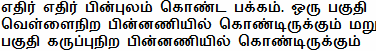 எதிர் எதிர் பின்புலம் கொண்ட பக்கம். ஒரு பகுதி
வெள்ளைநிற பின்னணியில் கொண்டிருக்கும் மறு
பகுதி கருப்புநிற பின்னணியில் கொண்டிருக்கும்